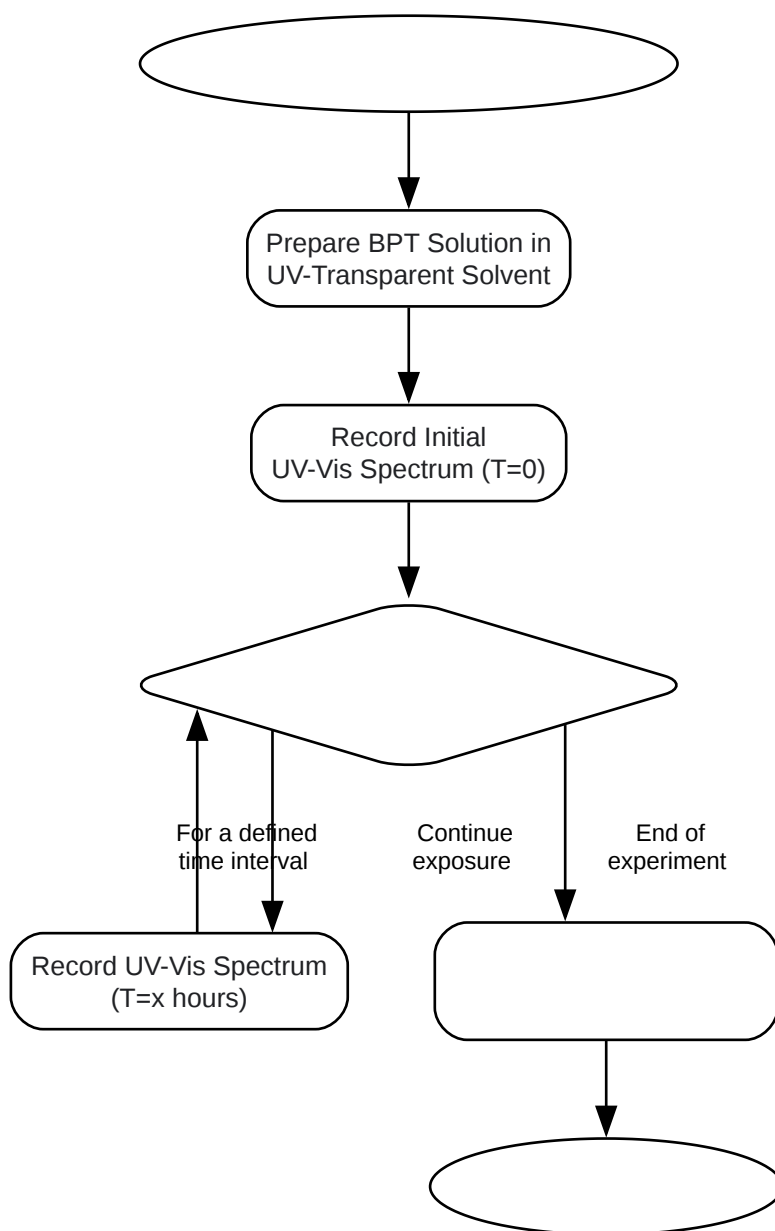 Prepare BPT Solution in
UV-Transparent Solvent
Record Initial
UV-Vis Spectrum (T=0)
For a defined
time interval
Continue
exposure
End of
experiment
Record UV-Vis Spectrum
(T=x hours)